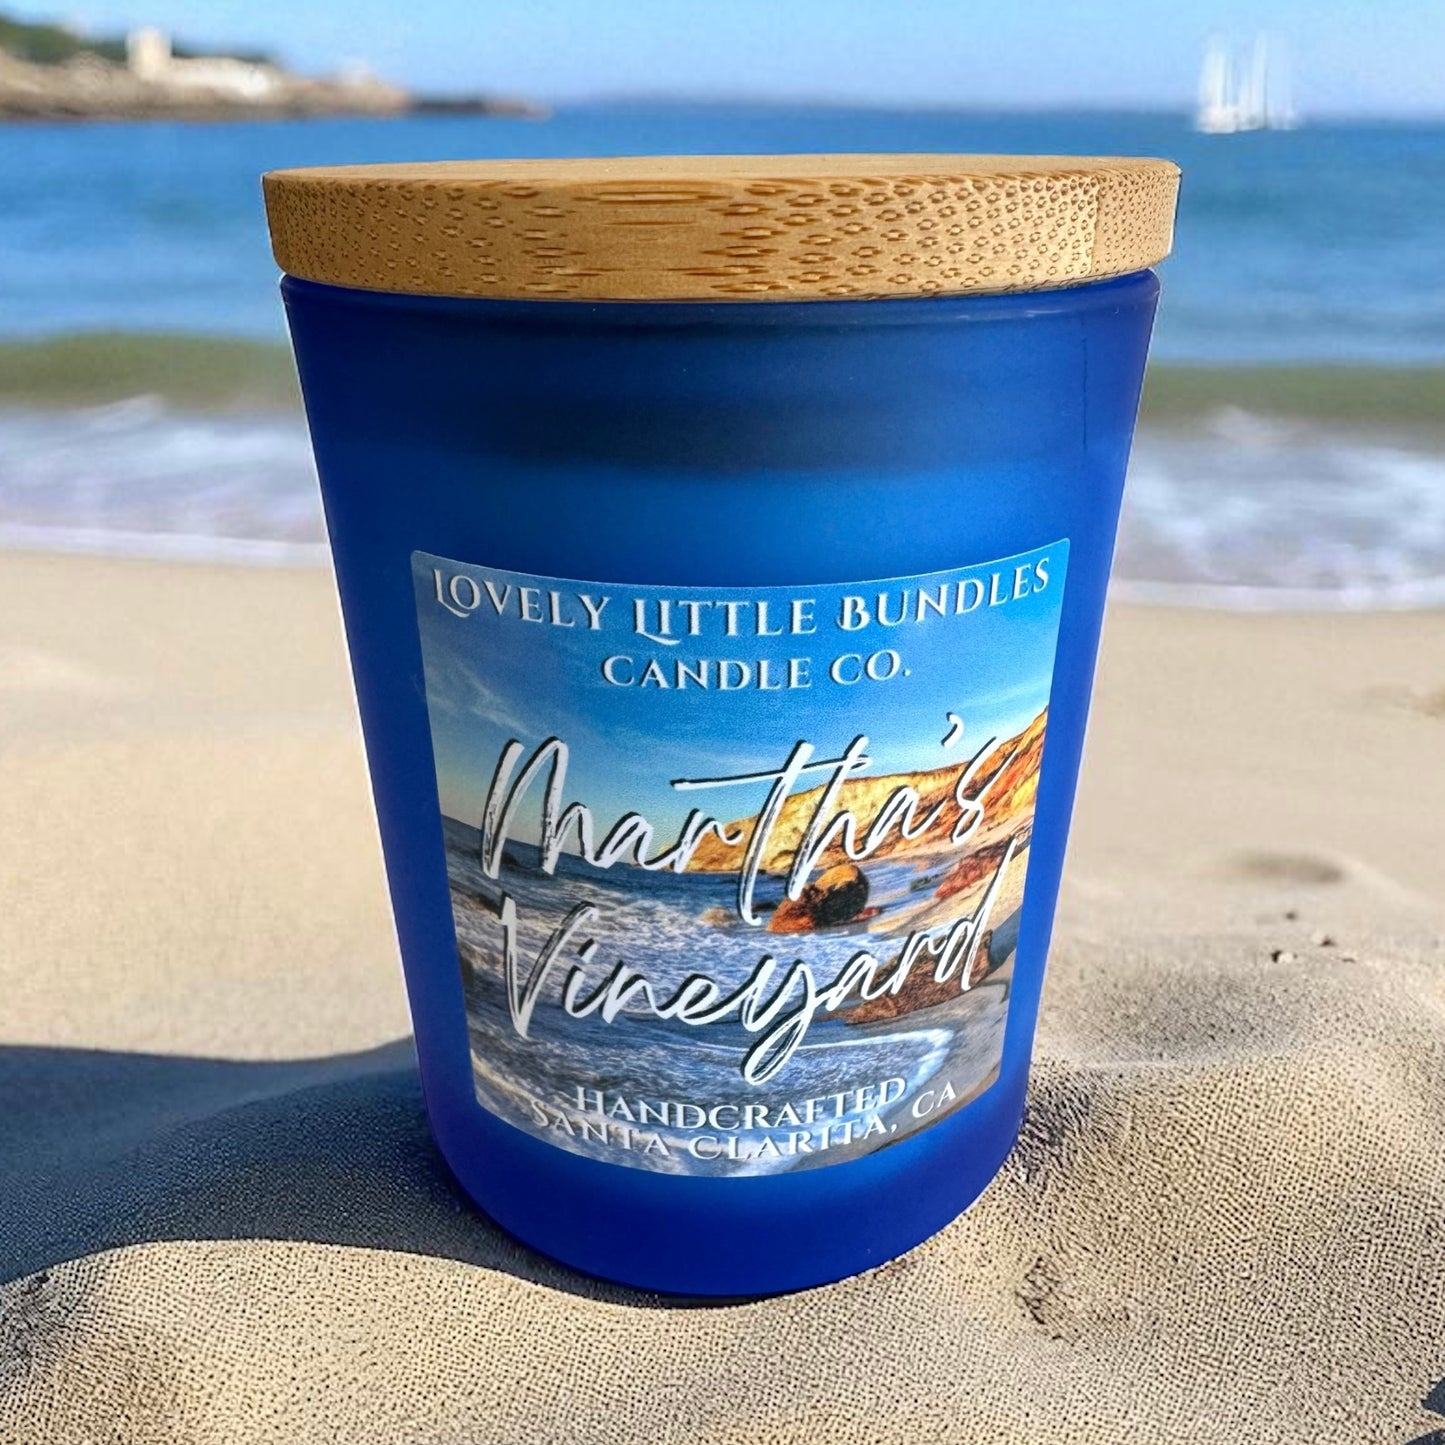 Lovely Little Bundles
Candle Co.
Martha's
Vineyard
Handcrafted
Santa Clarita, CA